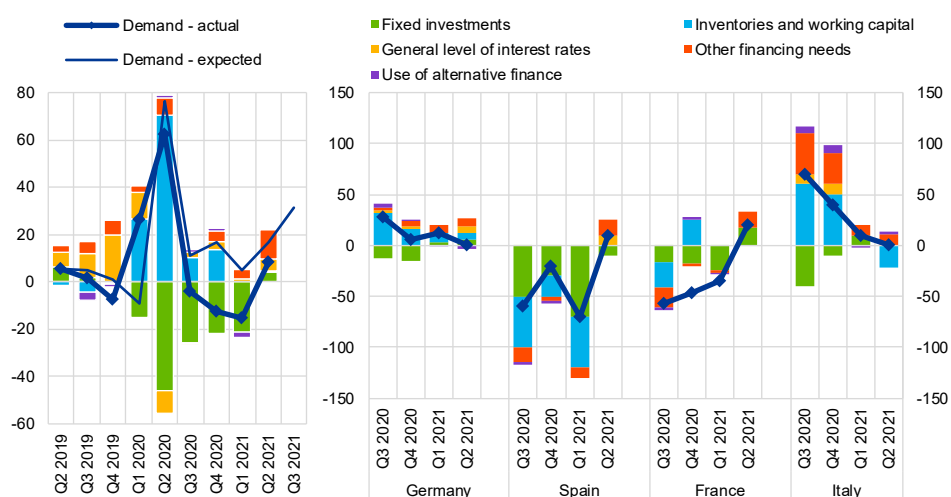 Demand - actual
Demand - expected
Fixed investments
General level of interest rates
Use of alternative finance
Inventories and working capital
Other financing needs
80
60
40
20
0
-20
-40
-60
Q2 2019
Q3 2019
Q4 2019
Q1 2020
Q2 2020
Q3 2020
Q4 2020
Q1 2021
Q2 2021
Q3 2021
150
100
50
0
-50
-100
-150
Q3 2020
Q4 2020
Q1 2021
Q2 2021
Q3 2020
Q4 2020
Q1 2021
Q2 2021
Q3 2020
Q4 2020
Q1 2021
Q2 2021
Q3 2020
Q4 2020
Q1 2021
Q2 2021
Germany
Spain
France
Italy
150
100
50
0
-50
-100
-150